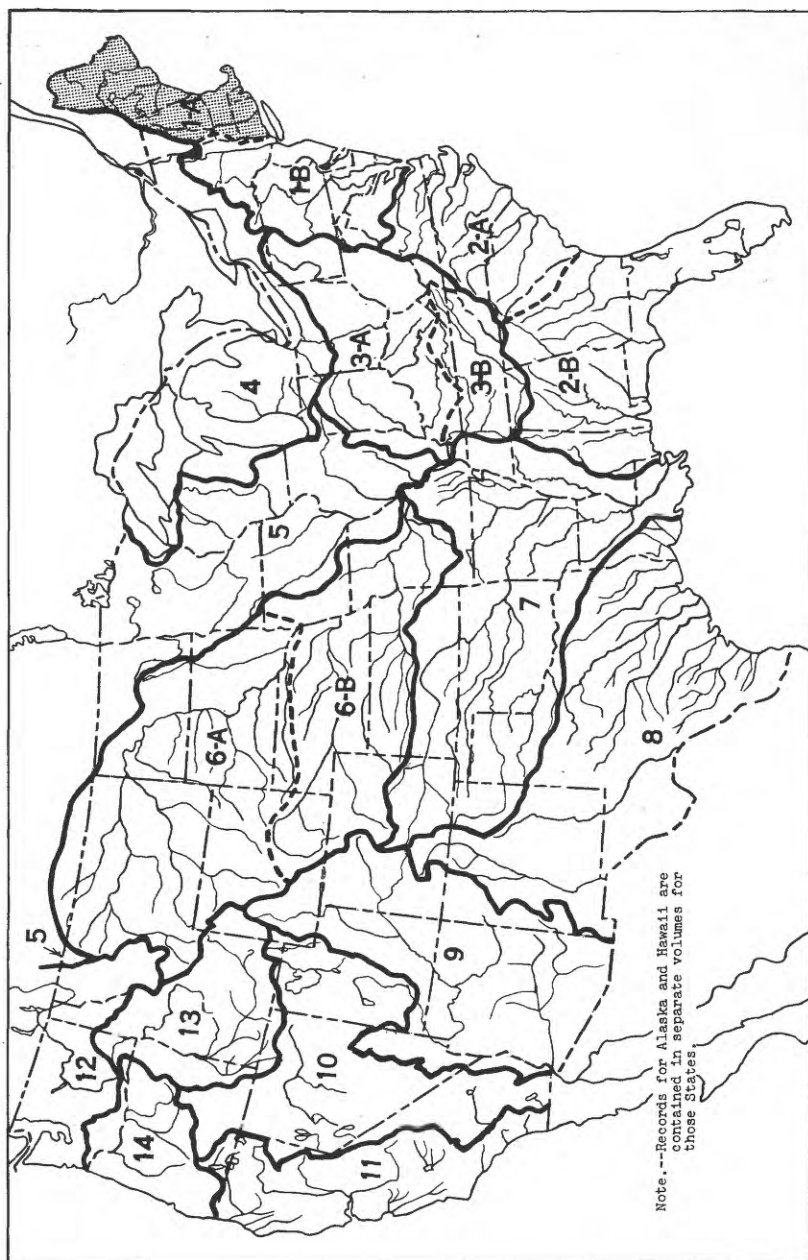 5
12
14
13
10
11
9
6-A
6-B
5
4
7
8
3-A
3-B
1-A
1-B
2-A
2-B
Note.--Records for Alaska and Hawaii are
contained in separate volumes for
those States.